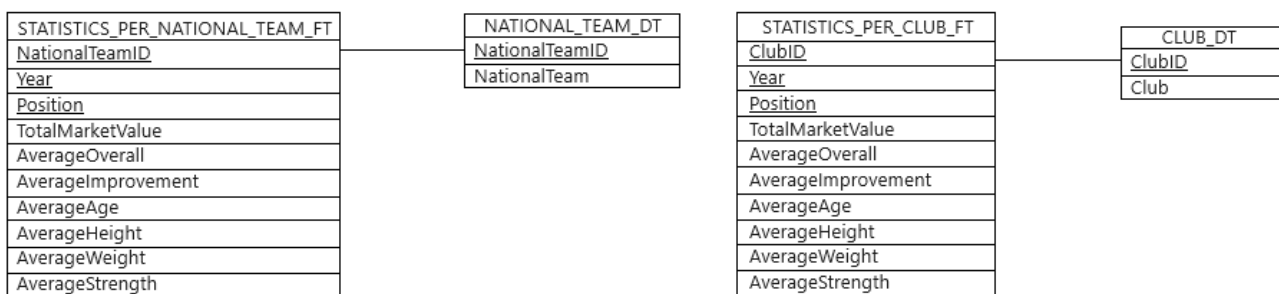 STATISTICS_PER_NATIONAL_TEAM_FT
NationalTeamID
Year
Position
TotalMarketValue
AverageOverall
AverageImprovement
AverageAge
AverageHeight
AverageWeight
AverageStrength
NATIONAL_TEAM_DT
NationalTeamID
NationalTeam
STATISTICS_PER_CLUB_FT
ClubID
Year
Position
TotalMarketValue
AverageOverall
AverageImprovement
AverageAge
AverageHeight
AverageWeight
AverageStrength
CLUB_DT
ClubID
Club